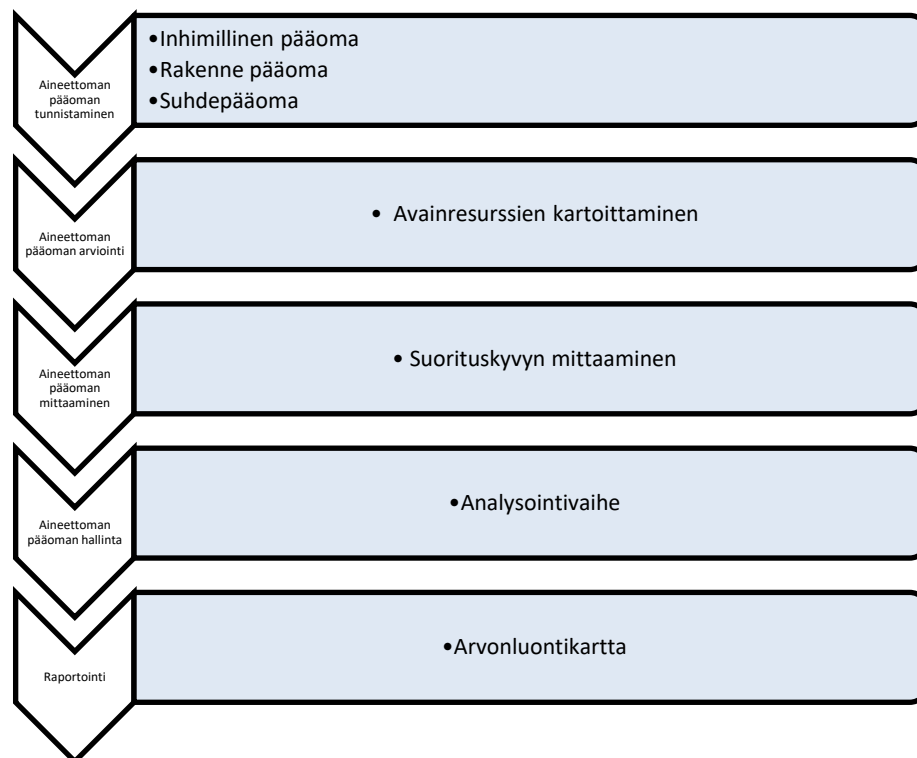 Aineettoman
pääoman
tunnistaminen
•Inhimillinen pääoma
•Rakenne pääoma
•Suhdepääoma
Aineettoman
pääoman arviointi
• Avainresurssien kartoittaminen
Aineettoman
pääoman
mittaaminen
• Suorituskyvyn mittaaminen
Aineettoman
pääoman hallinta
•Analysointivaihe
Raportointi
•Arvonluontikartta